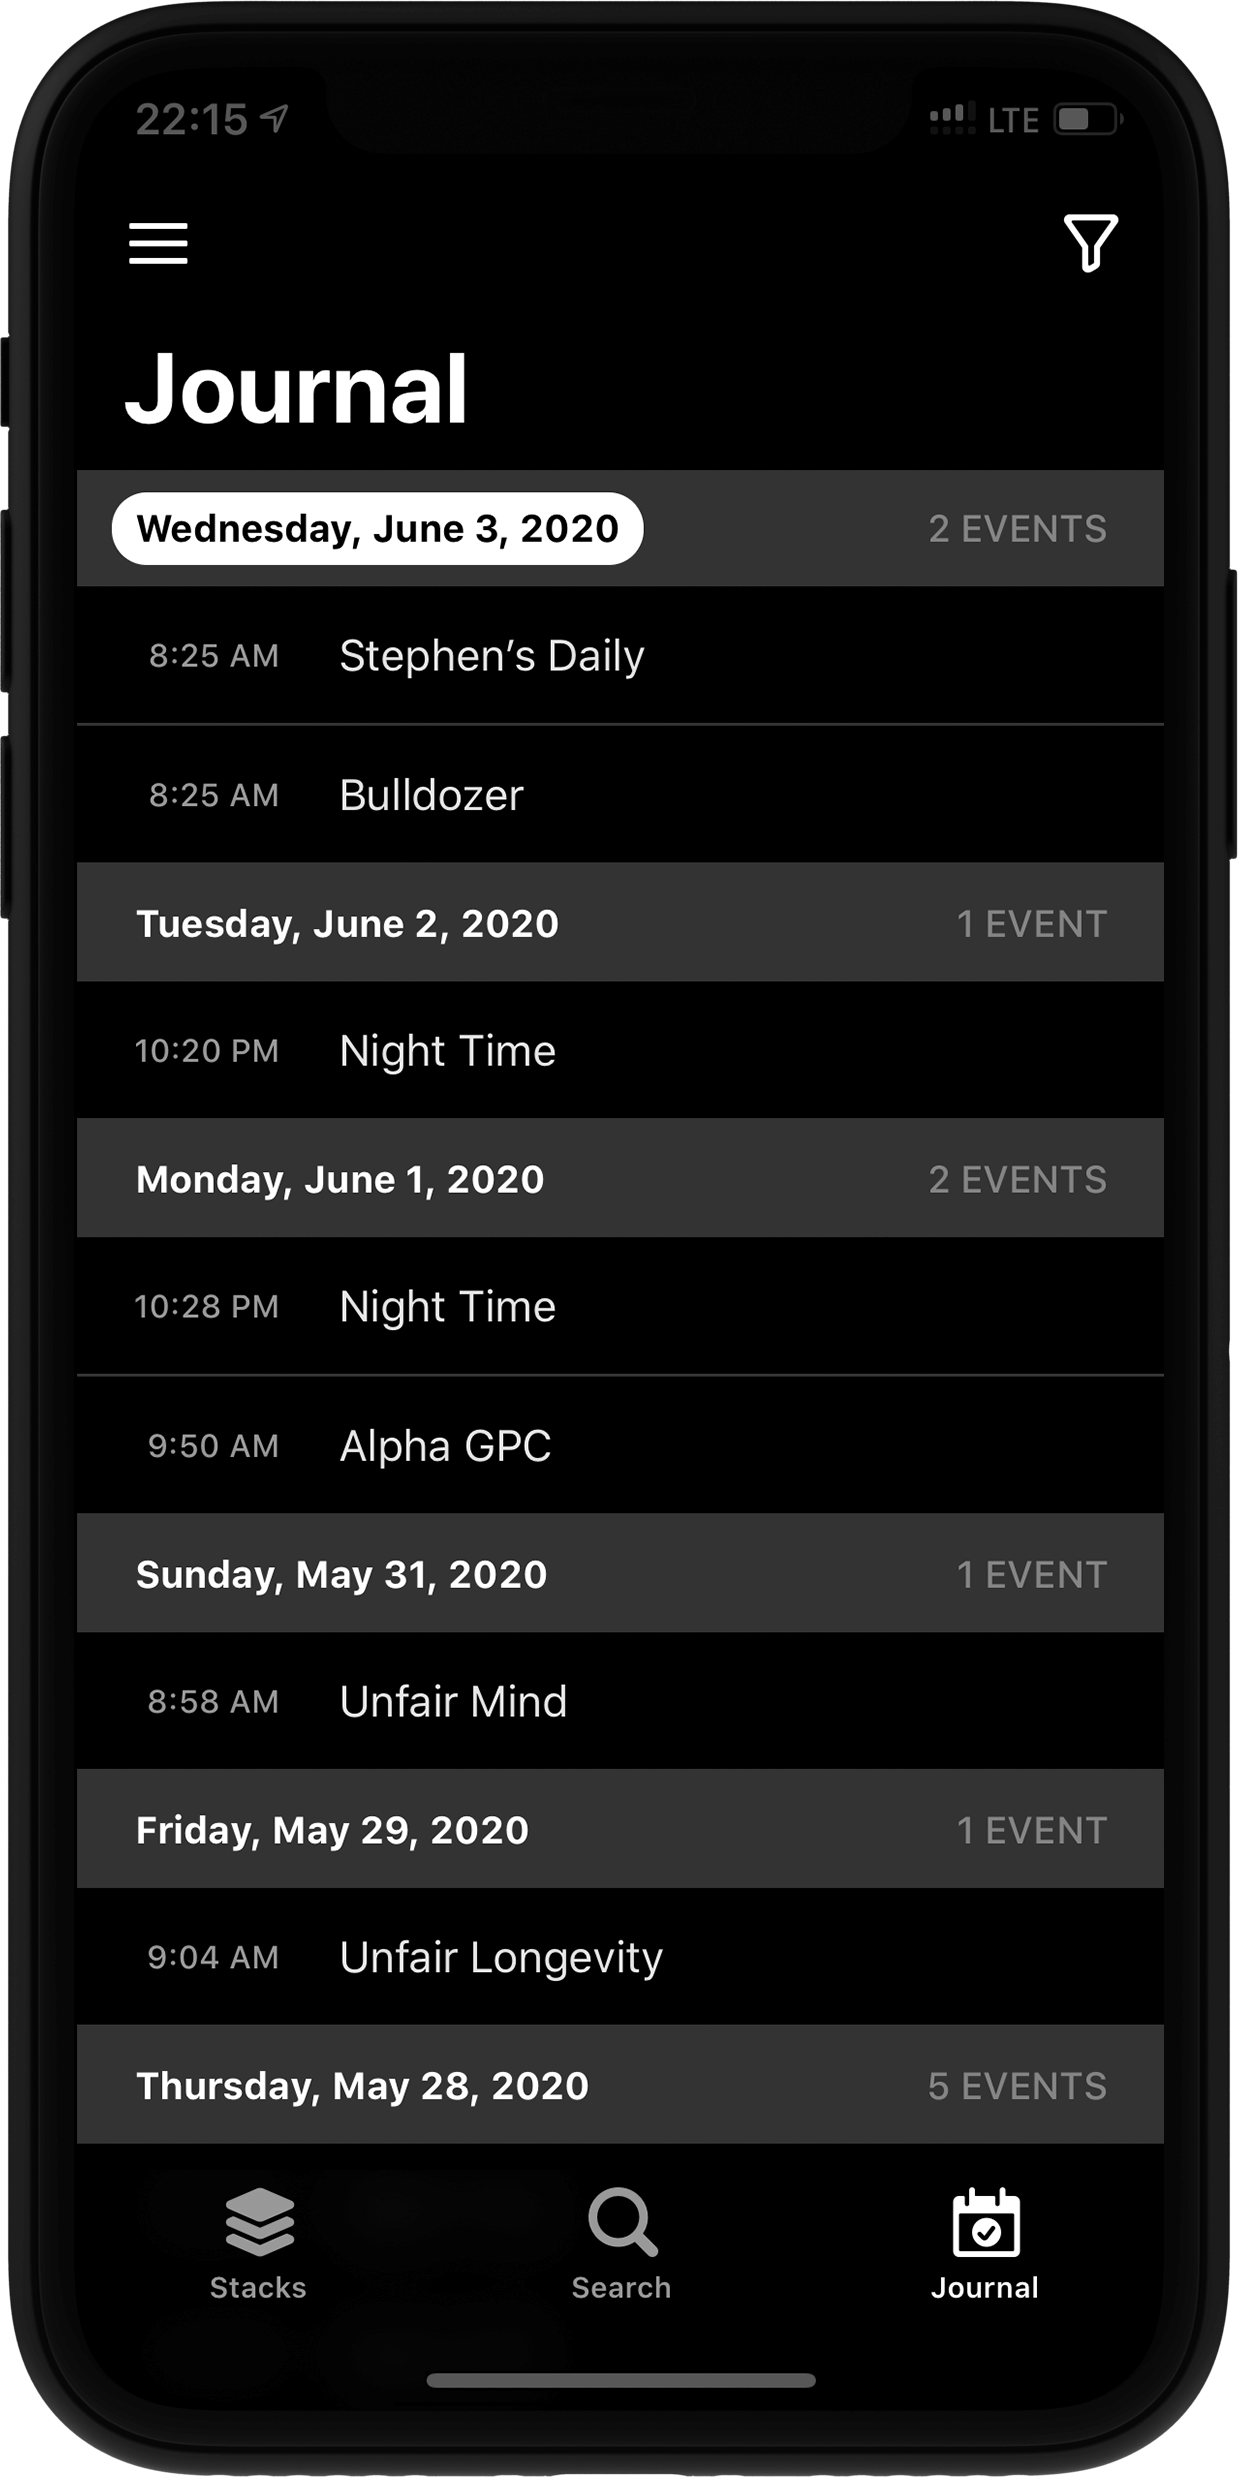 22:15 LTE
Journal
Wednesday, June 3, 2020 2 EVENTS
8:25 AM Stephen’s Daily
8:25 AM Bulldozer
Tuesday, June 2, 2020 1 EVENT
10:20 PM Night Time
Monday, June 1, 2020 2 EVENTS
10:28 PM Night Time
9:50 AM Alpha GPC
Sunday, May 31, 2020 1 EVENT
8:58 AM Unfair Mind
Friday, May 29, 2020 1 EVENT
9:04 AM Unfair Longevity
Thursday, May 28, 2020 5 EVENTS
Stacks Search Journal